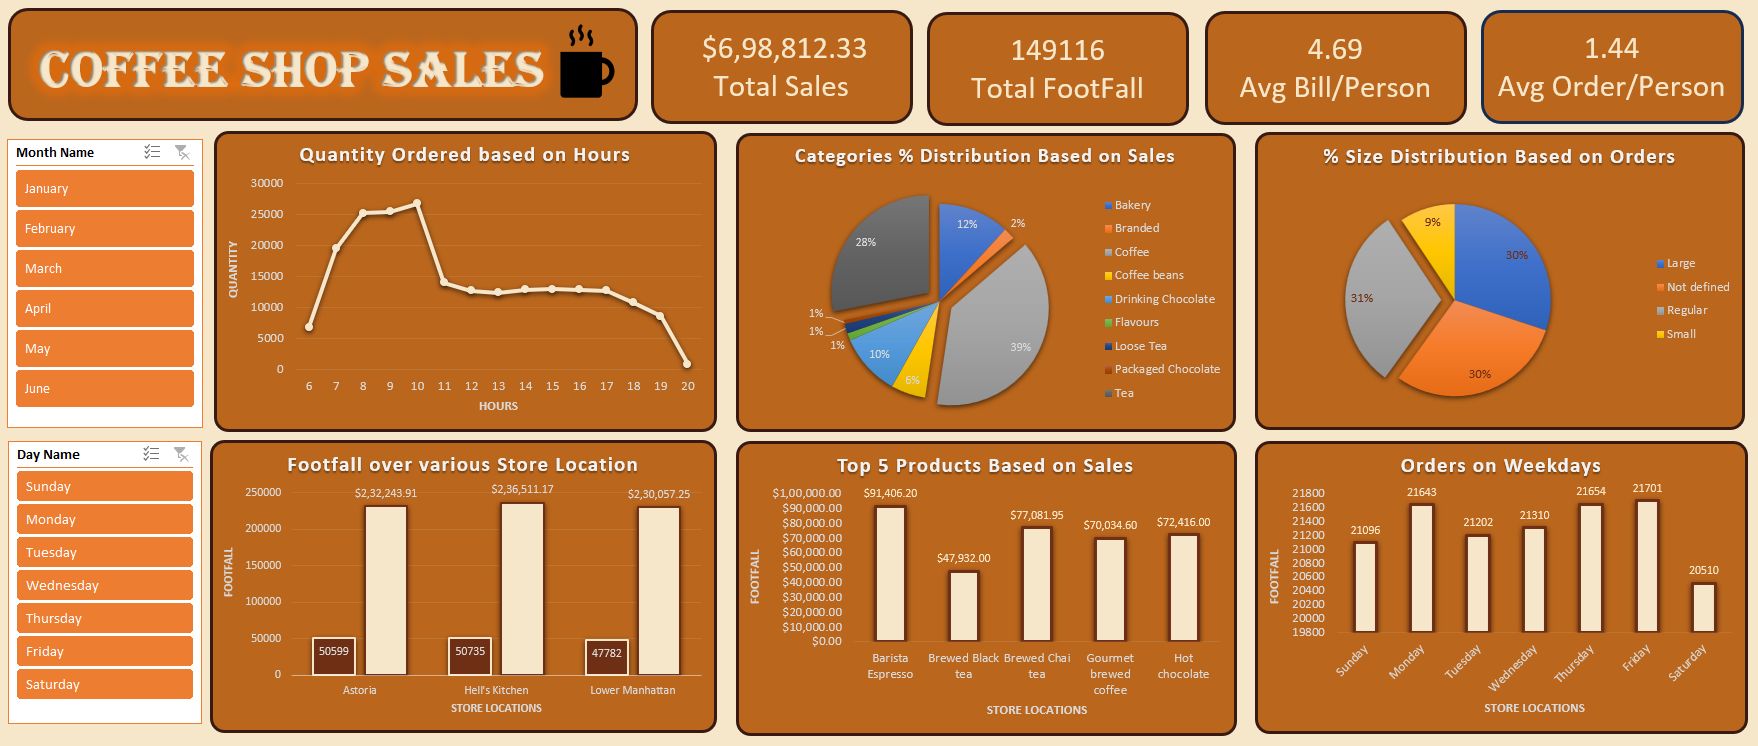 COFFEE SHOP SALES
$6,98,812.33
Total Sales
149116
Total FootFall
4.69
Avg Bill/Person
1.44
Avg Order/Person
Month Name
January
February
March
April
May
June
Quantity Ordered based on Hours
QUANTITY
30000
25000
20000
15000
10000
5000
0
6 7 8 9 10 11 12 13 14 15 16 17 18 19 20
HOURS
Categories % Distribution Based on Sales
12%
2%
39%
6%
10%
1%
1%
1%
28%
Bakery
Branded
Coffee
Coffee beans
Drinking Chocolate
Flavours
Loose Tea
Packaged Chocolate
Tea
% Size Distribution Based on Orders
9%
30%
31%
30%
Large
Not defined
Regular
Small
Day Name
Sunday
Monday
Tuesday
Wednesday
Thursday
Friday
Saturday
Footfall over various Store Location
FOOTFALL
250000
200000
150000
100000
50000
0
$2,32,243.91
$2,36,511.17
$2,30,057.25
50599
50735
47782
Astoria Hell's Kitchen Lower Manhattan
STORE LOCATIONS
Top 5 Products Based on Sales
FOOTFALL
$1,00,000.00
$90,000.00
$80,000.00
$70,000.00
$60,000.00
$50,000.00
$40,000.00
$30,000.00
$20,000.00
$10,000.00
$0.00
$91,406.20
$47,932.00
$77,081.95
$70,034.60
$72,416.00
Barista
Espresso
Brewed Black
tea
Brewed Chai
tea
Gourmet
brewed
coffee
Hot
chocolate
STORE LOCATIONS
Orders on Weekdays
FOOTFALL
21800
21600
21400
21200
21000
20800
20600
20400
20200
20000
19800
21096
21643
21202
21310
21654
21701
20510
Sunday
Monday
Tuesday
Wednesday
Thursday
Friday
Saturday
STORE LOCATIONS